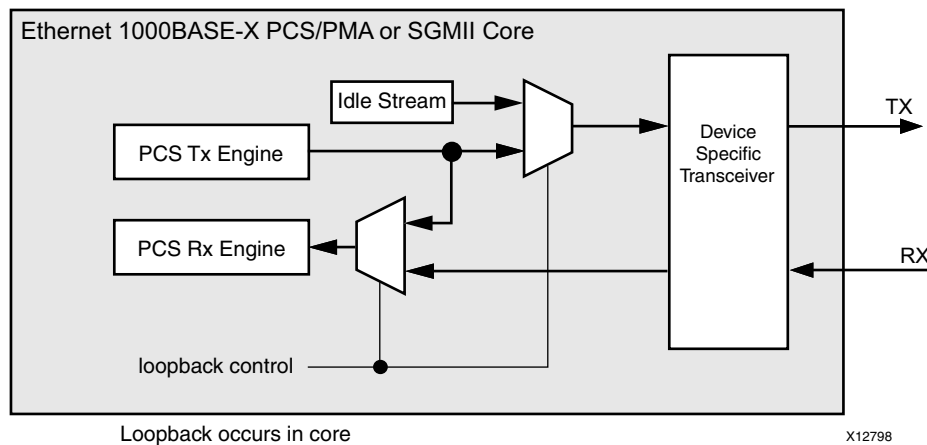 Ethernet 1000BASE-X PCS/PMA or SGMII Core
Idle Stream
TX
PCS Tx Engine
Device
Specific
Transceiver
PCS Rx Engine
RX
loopback control
Loopback occurs in core
X12798